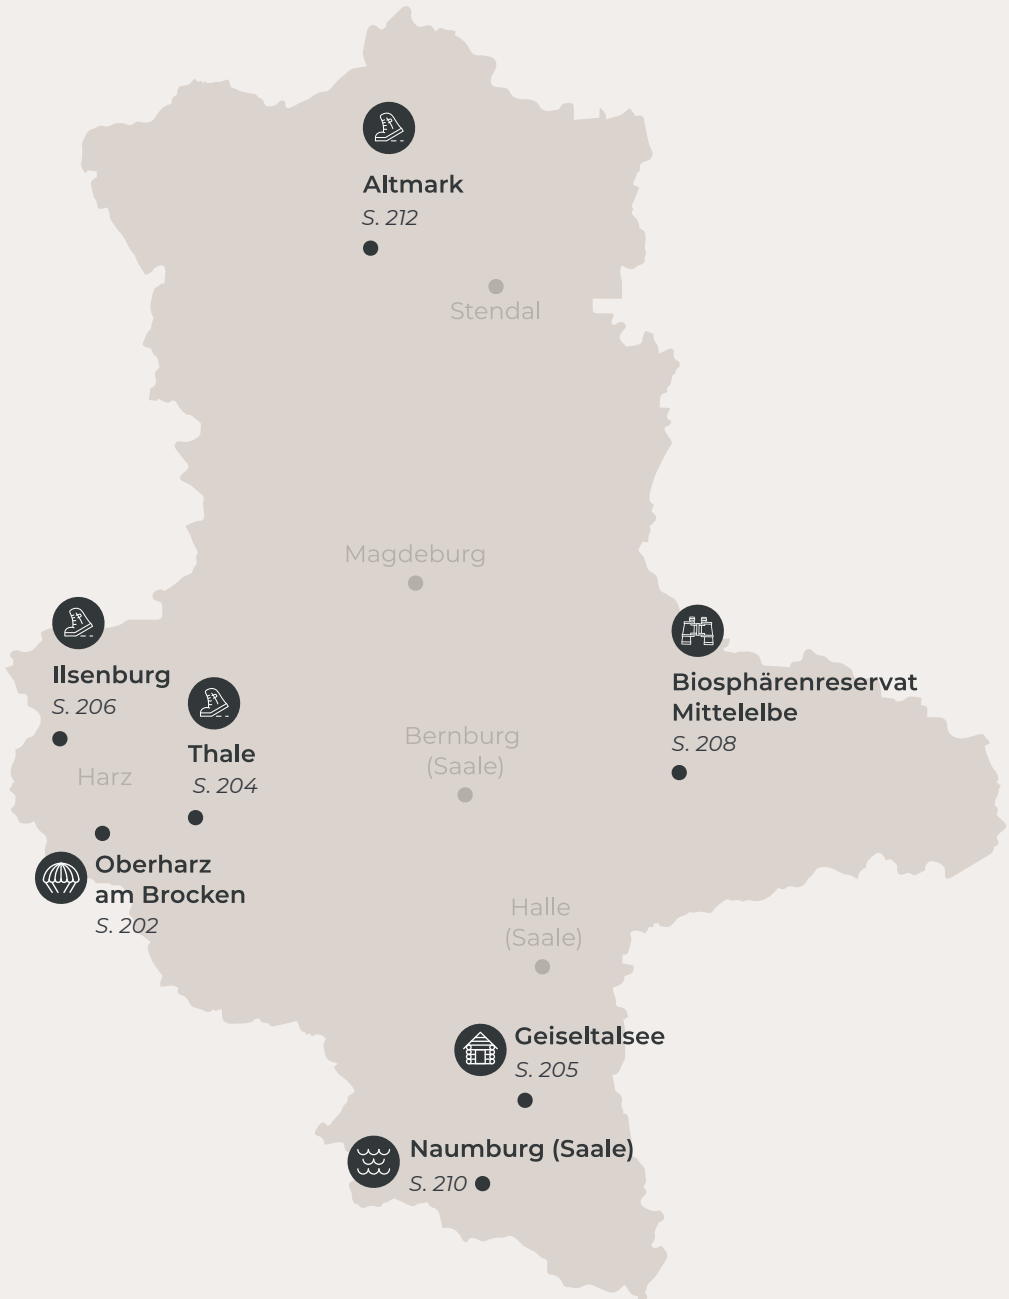 Altmark
S. 212
Stendal
Magdeburg
Ilsenburg
S. 206
Thale
S. 204
Harz
Oberharz
am Brocken
S. 202
Bernburg
(Saale)
Biosphärenreservat
Mittelelbe
S. 208
Halle
(Saale)
Geiseltalsee
S. 205
Naumburg (Saale)
S. 210